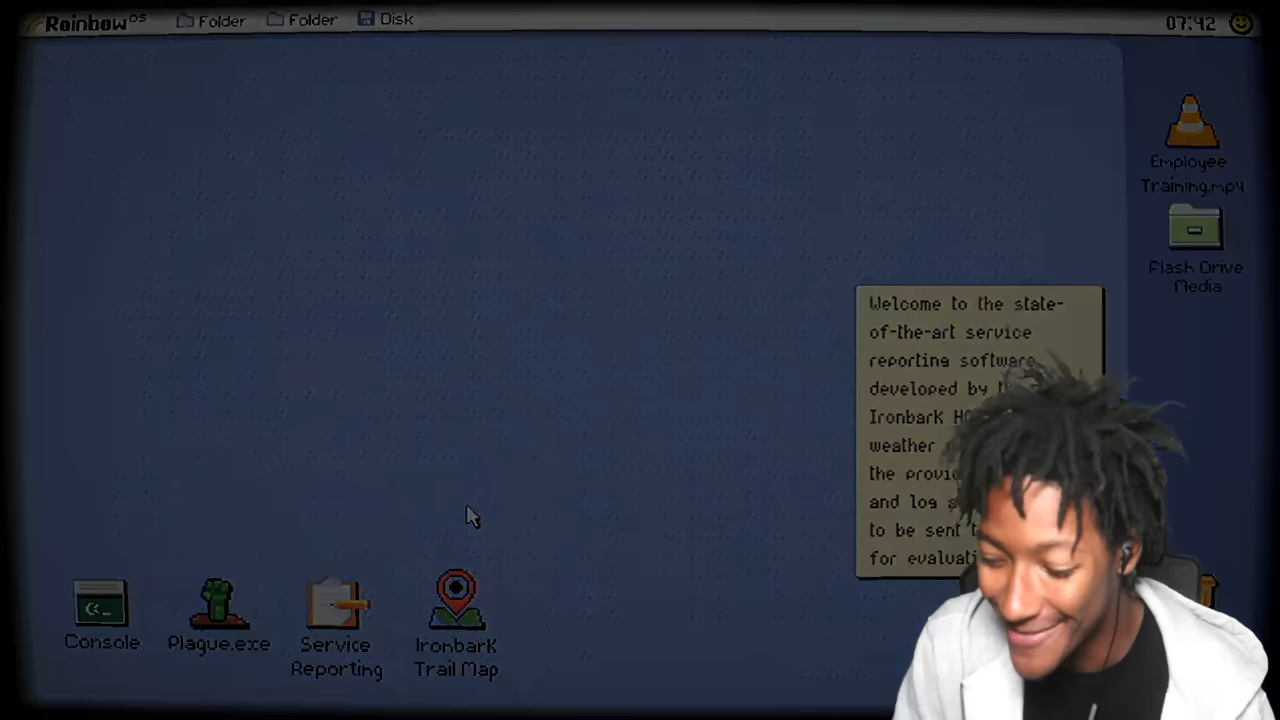 Rainbow OS
Folder
Folder
Disk
07:42
Employee
Training.mp4
Flash Drive
Media
Welcome to the state-
of-the-art service
reporting software
developed by
Ironbark
weather
the
and log
to be sent
for
Console
Plague.exe
Service
Reporting
Ironbark
Trail Map